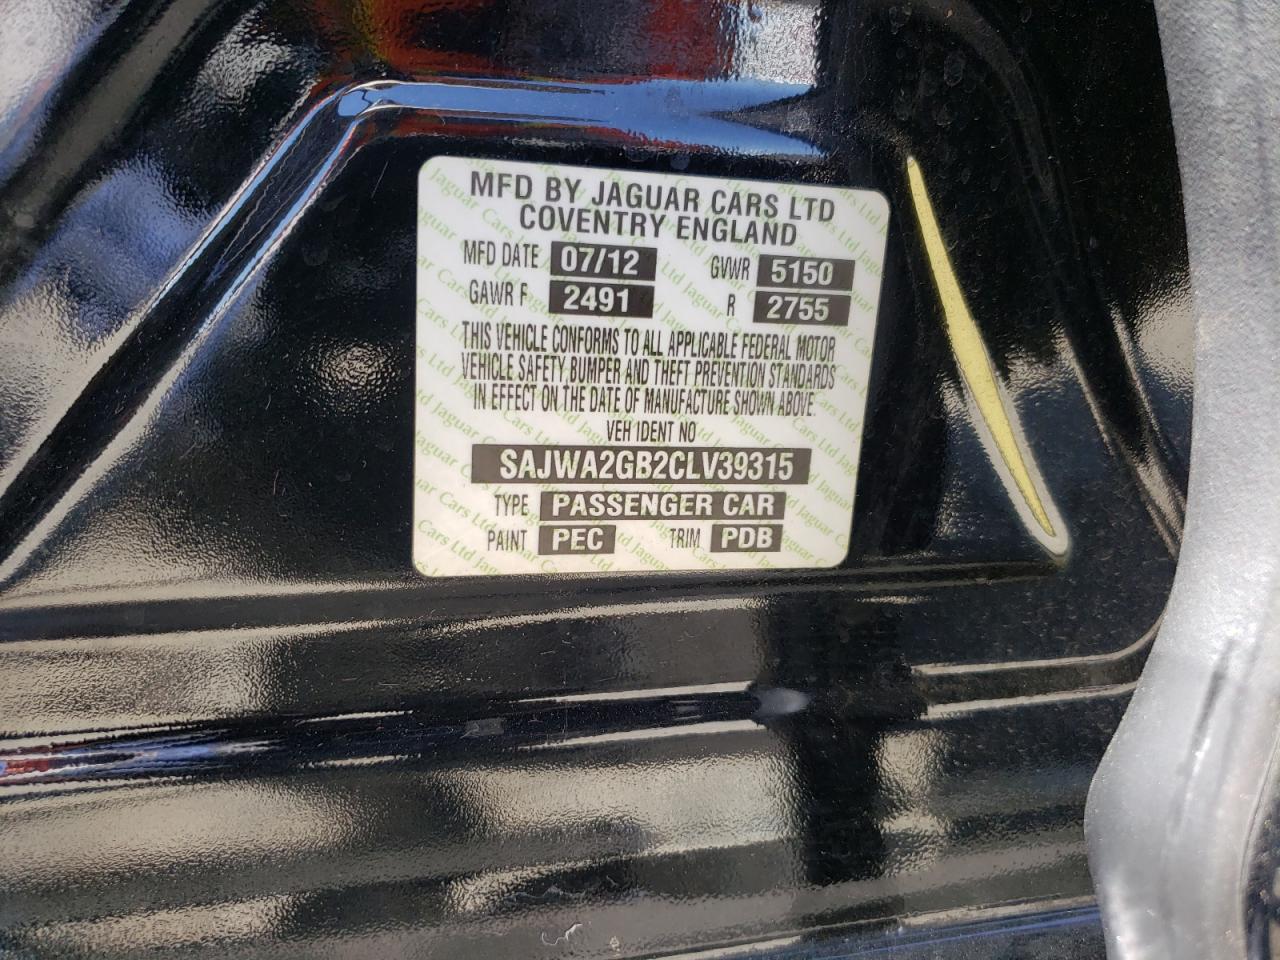 MFD BY JAGUAR CARS LTD
COVENTRY ENGLAND
MFD DATE 07/12 GVWR 5150
GAWR F 2491 R 2755
THIS VEHICLE CONFORMS TO ALL APPLICABLE FEDERAL MOTOR
VEHICLE SAFETY BUMPER AND THEFT PREVENTION STANDARDS
IN EFFECT ON THE DATE OF MANUFACTURE SHOWN ABOVE.
VEH IDENT NO
SAJWA2GB2CLV39315
TYPE PASSENGER CAR
PAINT PEC TRIM PDB